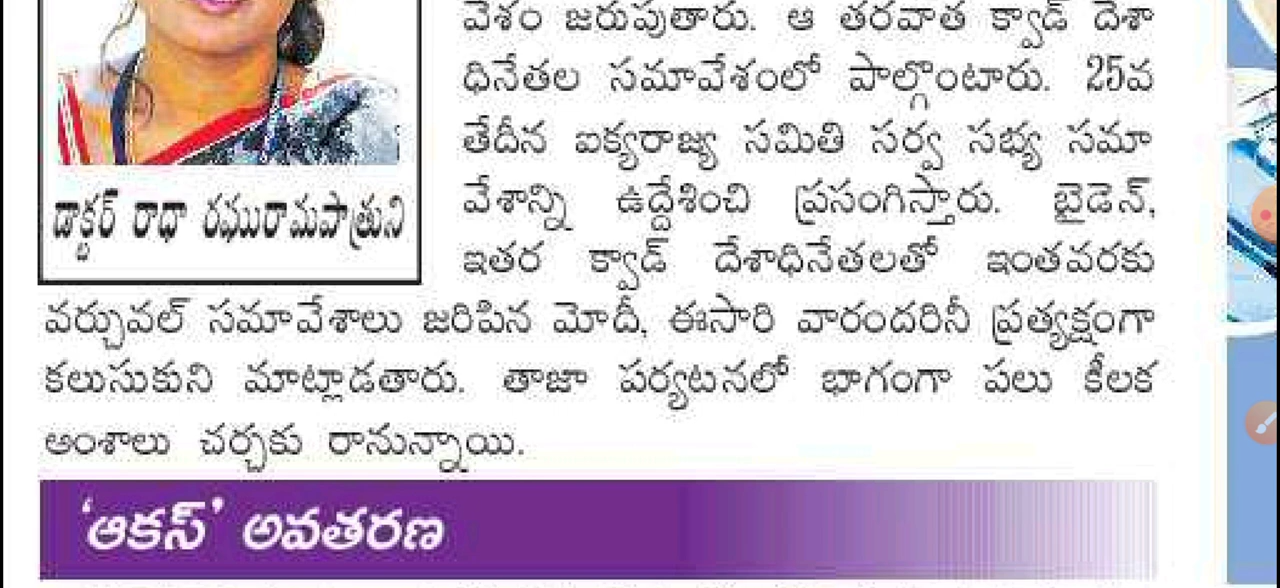 వేశం జరుపుతారు. ఆ తరవాత క్వాడ్ దేశా
ధినేతల సమావేశంలో పాల్గొంటారు. 25వ
తేదీన ఐక్యరాజ్య సమితి సర్వ సభ్య సమా
వేశాన్ని ఉద్దేశించి ప్రసంగిస్తారు. బైడెన్,
ఇతర క్వాడ్ దేశాధినేతలతో ఇంతవరకు
డాక్టర్ రాధా రఘురామపాత్రుని
వర్చువల్ సమావేశాలు జరిపిన మోదీ, ఈసారి వారందరినీ ప్రత్యక్షంగా
కలుసుకుని మాట్లాడతారు. తాజా పర్యటనలో భాగంగా పలు కీలక
అంశాలు చర్చకు రానున్నాయి.
'ఆకస్' అవతరణ